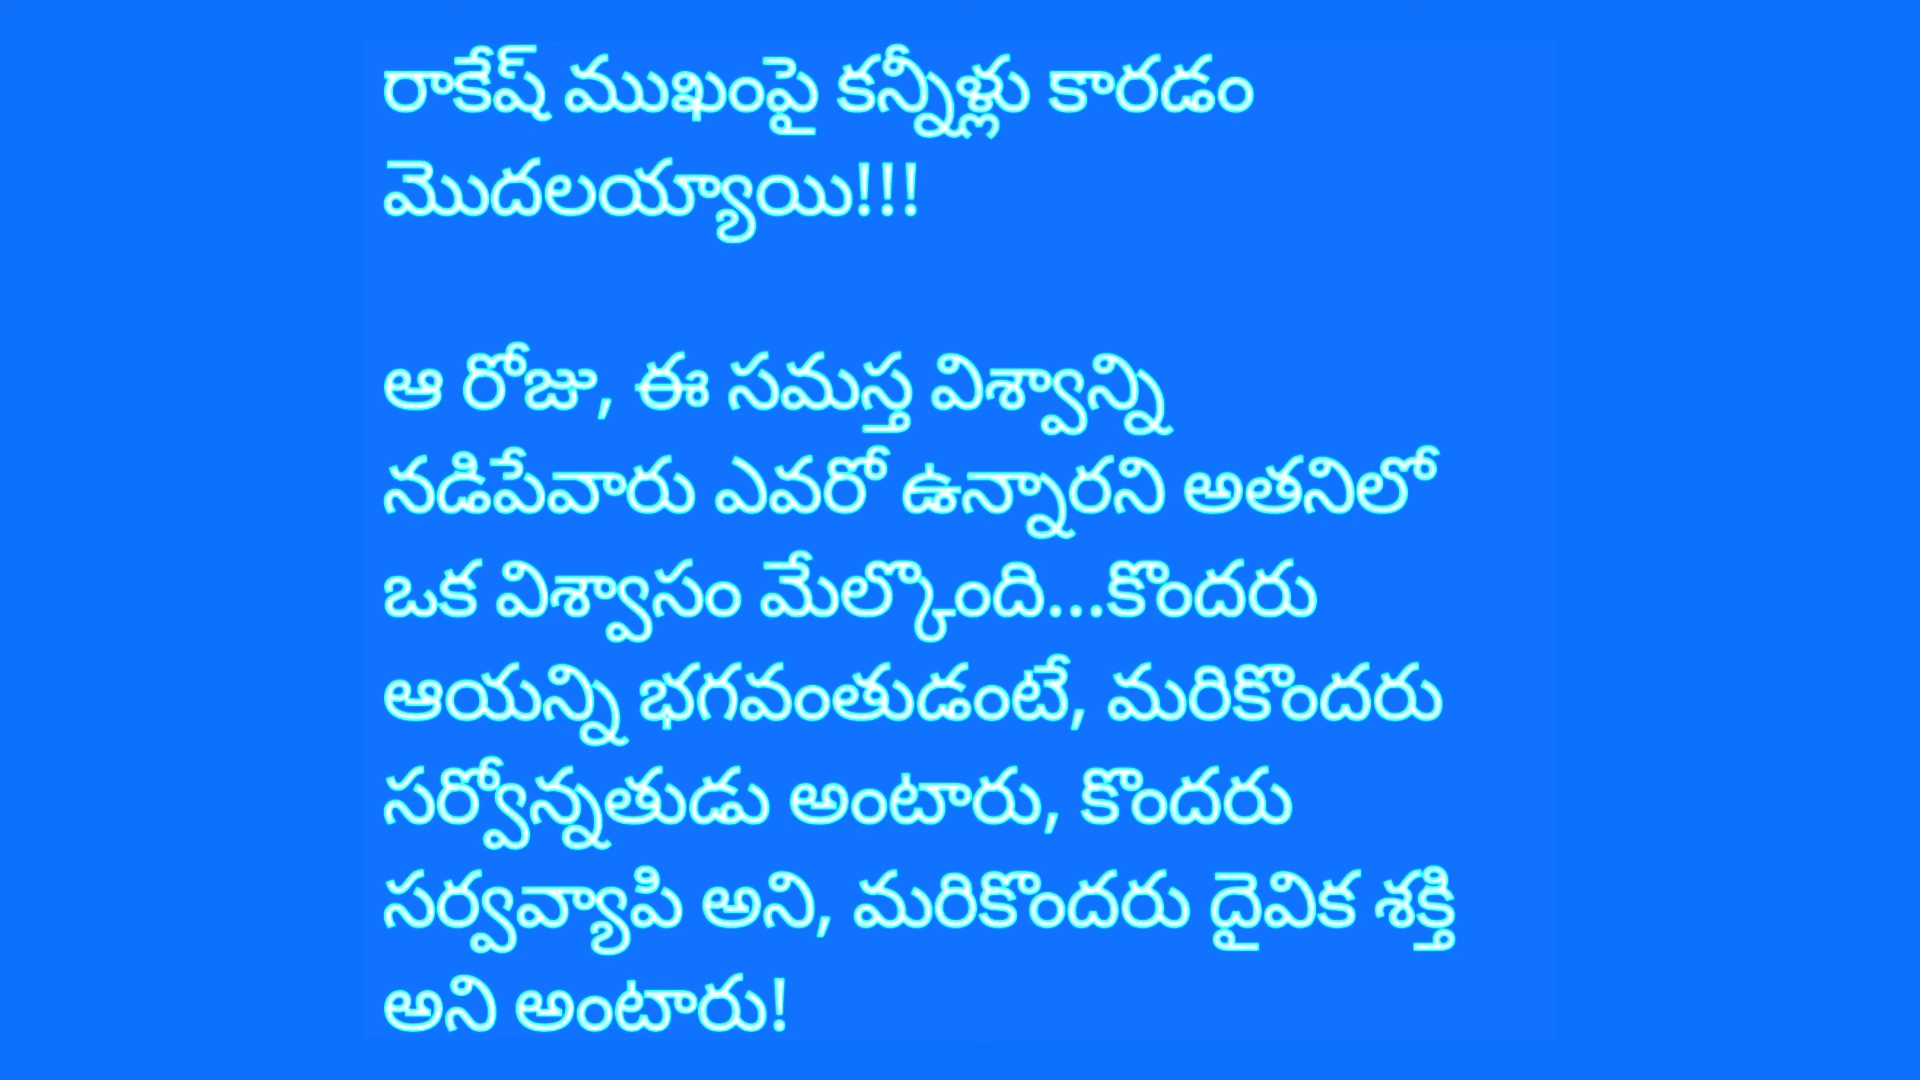 రాకేష్ ముఖంపై కన్నీళ్లు కారడం
మొదలయ్యాయి!!!
ఆ రోజు, ఈ సమస్త విశ్వాన్ని
నడిపేవారు ఎవరో ఉన్నారని అతనిలో
ఒక విశ్వాసం మేల్కొంది...కొందరు
ఆయన్ని భగవంతుడంటే, మరికొందరు
సర్వోన్నతుడు అంటారు, కొందరు
సర్వవ్యాపి అని, మరికొందరు దైవిక శక్తి
అని అంటారు!